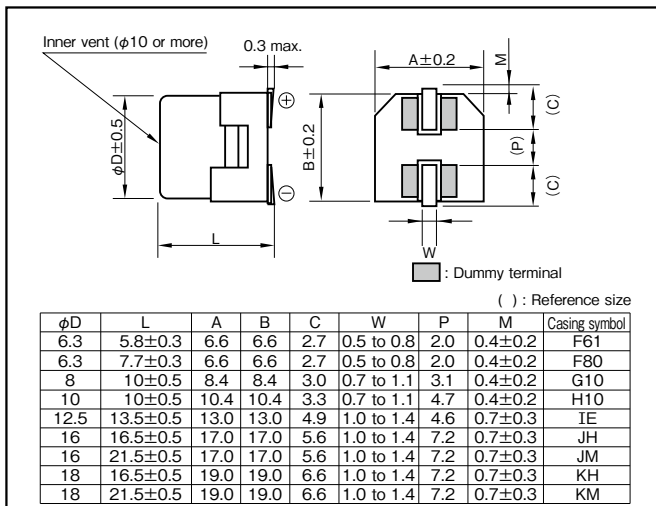 Inner vent (φ10 or more)
0.3 max.
A±0.2
M
φD±0.5
B±0.2
(C)
(P)
(C)
L
W
: Dummy terminal
( ) : Reference size
φD L A B C W P M Casing symbol
6.3 5.8±0.3 6.6 6.6 2.7 0.5 to 0.8 2.0 0.4±0.2 F61
6.3 7.7±0.3 6.6 6.6 2.7 0.5 to 0.8 2.0 0.4±0.2 F80
8 10±0.5 8.4 8.4 3.0 0.7 to 1.1 3.1 0.4±0.2 G10
10 10±0.5 10.4 10.4 3.3 0.7 to 1.1 4.7 0.4±0.2 H10
12.5 13.5±0.5 13.0 13.0 4.9 1.0 to 1.4 4.6 0.7±0.3 IE
16 16.5±0.5 17.0 17.0 5.6 1.0 to 1.4 7.2 0.7±0.3 JH
16 21.5±0.5 17.0 17.0 5.6 1.0 to 1.4 7.2 0.7±0.3 JM
18 16.5±0.5 19.0 19.0 6.6 1.0 to 1.4 7.2 0.7±0.3 KH
18 21.5±0.5 19.0 19.0 6.6 1.0 to 1.4 7.2 0.7±0.3 KM